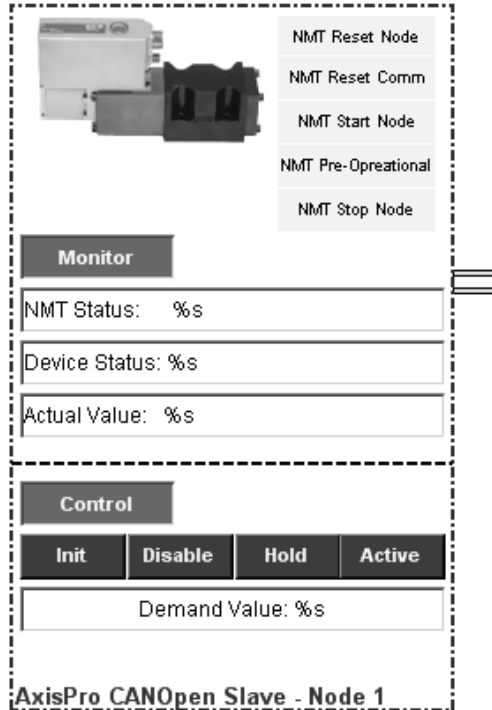 NMT Reset Node
NMT Reset Comm
NMT Start Node
NMT Pre-Opreational
NMT Stop Node
Monitor
NMT Status: %s
Device Status: %s
Actual Value: %s
Control
Init Disable Hold Active
Demand Value: %s
AxisPro CANOpen Slave - Node 1